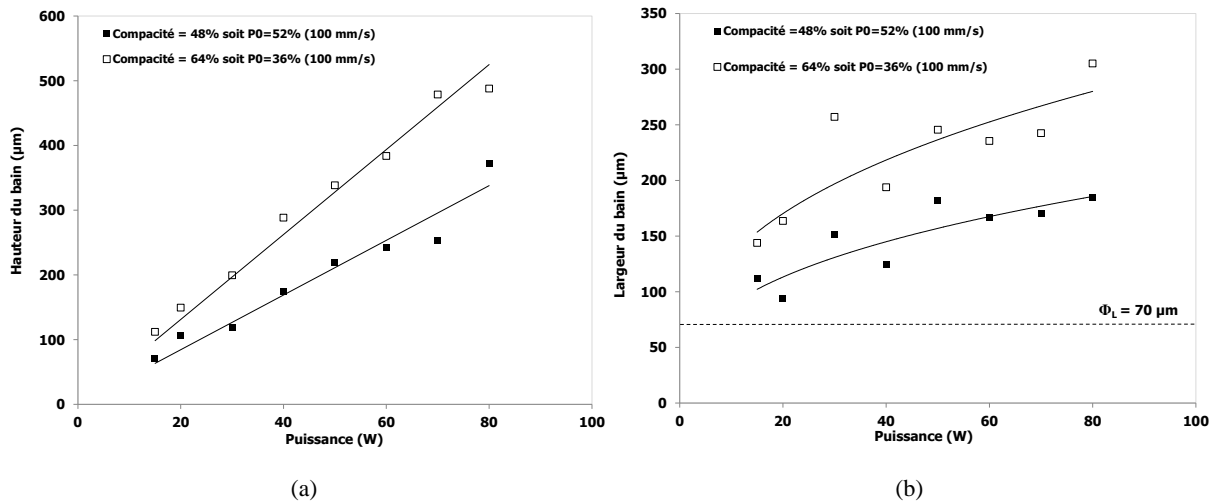 600
500
400
300
200
100
0
Hauteur du bain (µm)
■ Compacité = 48% soit P0=52% (100 mm/s)
□ Compacité = 64% soit P0=36% (100 mm/s)
0 20 40 60 80 100
Puissance (W)
(a)
350
300
250
200
150
100
50
0
Largeur du bain (µm)
■ Compacité =48% soit P0=52% (100 mm/s)
□ Compacité = 64% soit P0=36% (100 mm/s)
ΦL = 70 µm
0 20 40 60 80 100
Puissance (W)
(b)